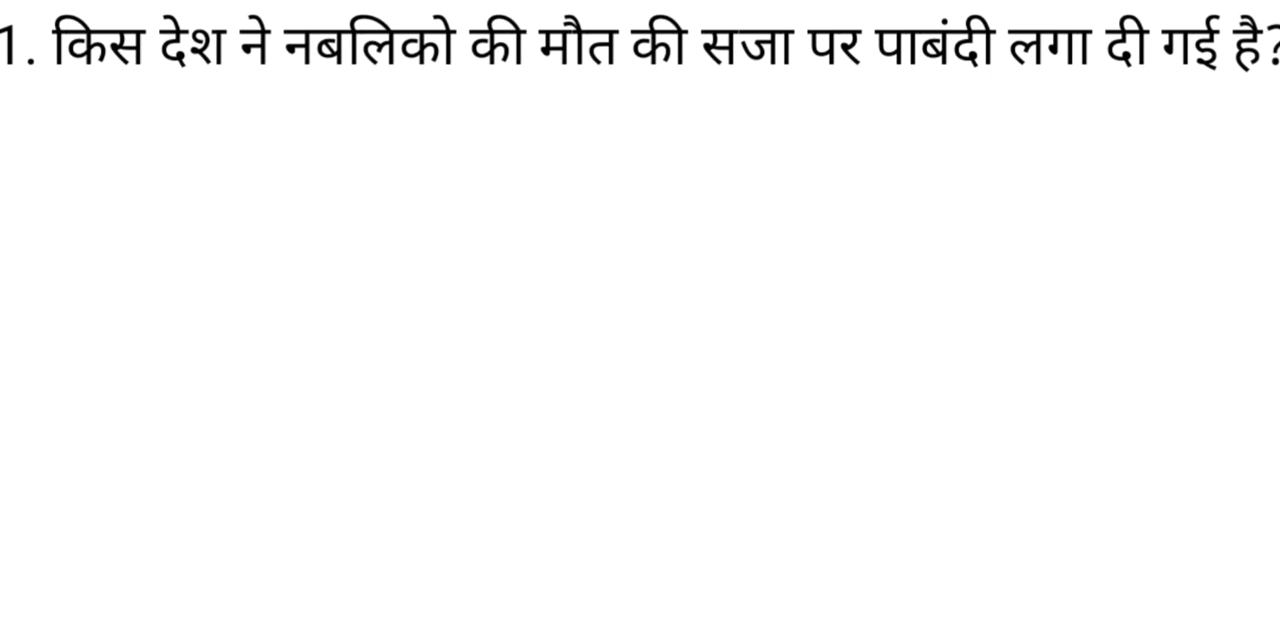 1. किस देश ने नबलिको की मौत की सजा पर पाबंदी लगा दी गई है?